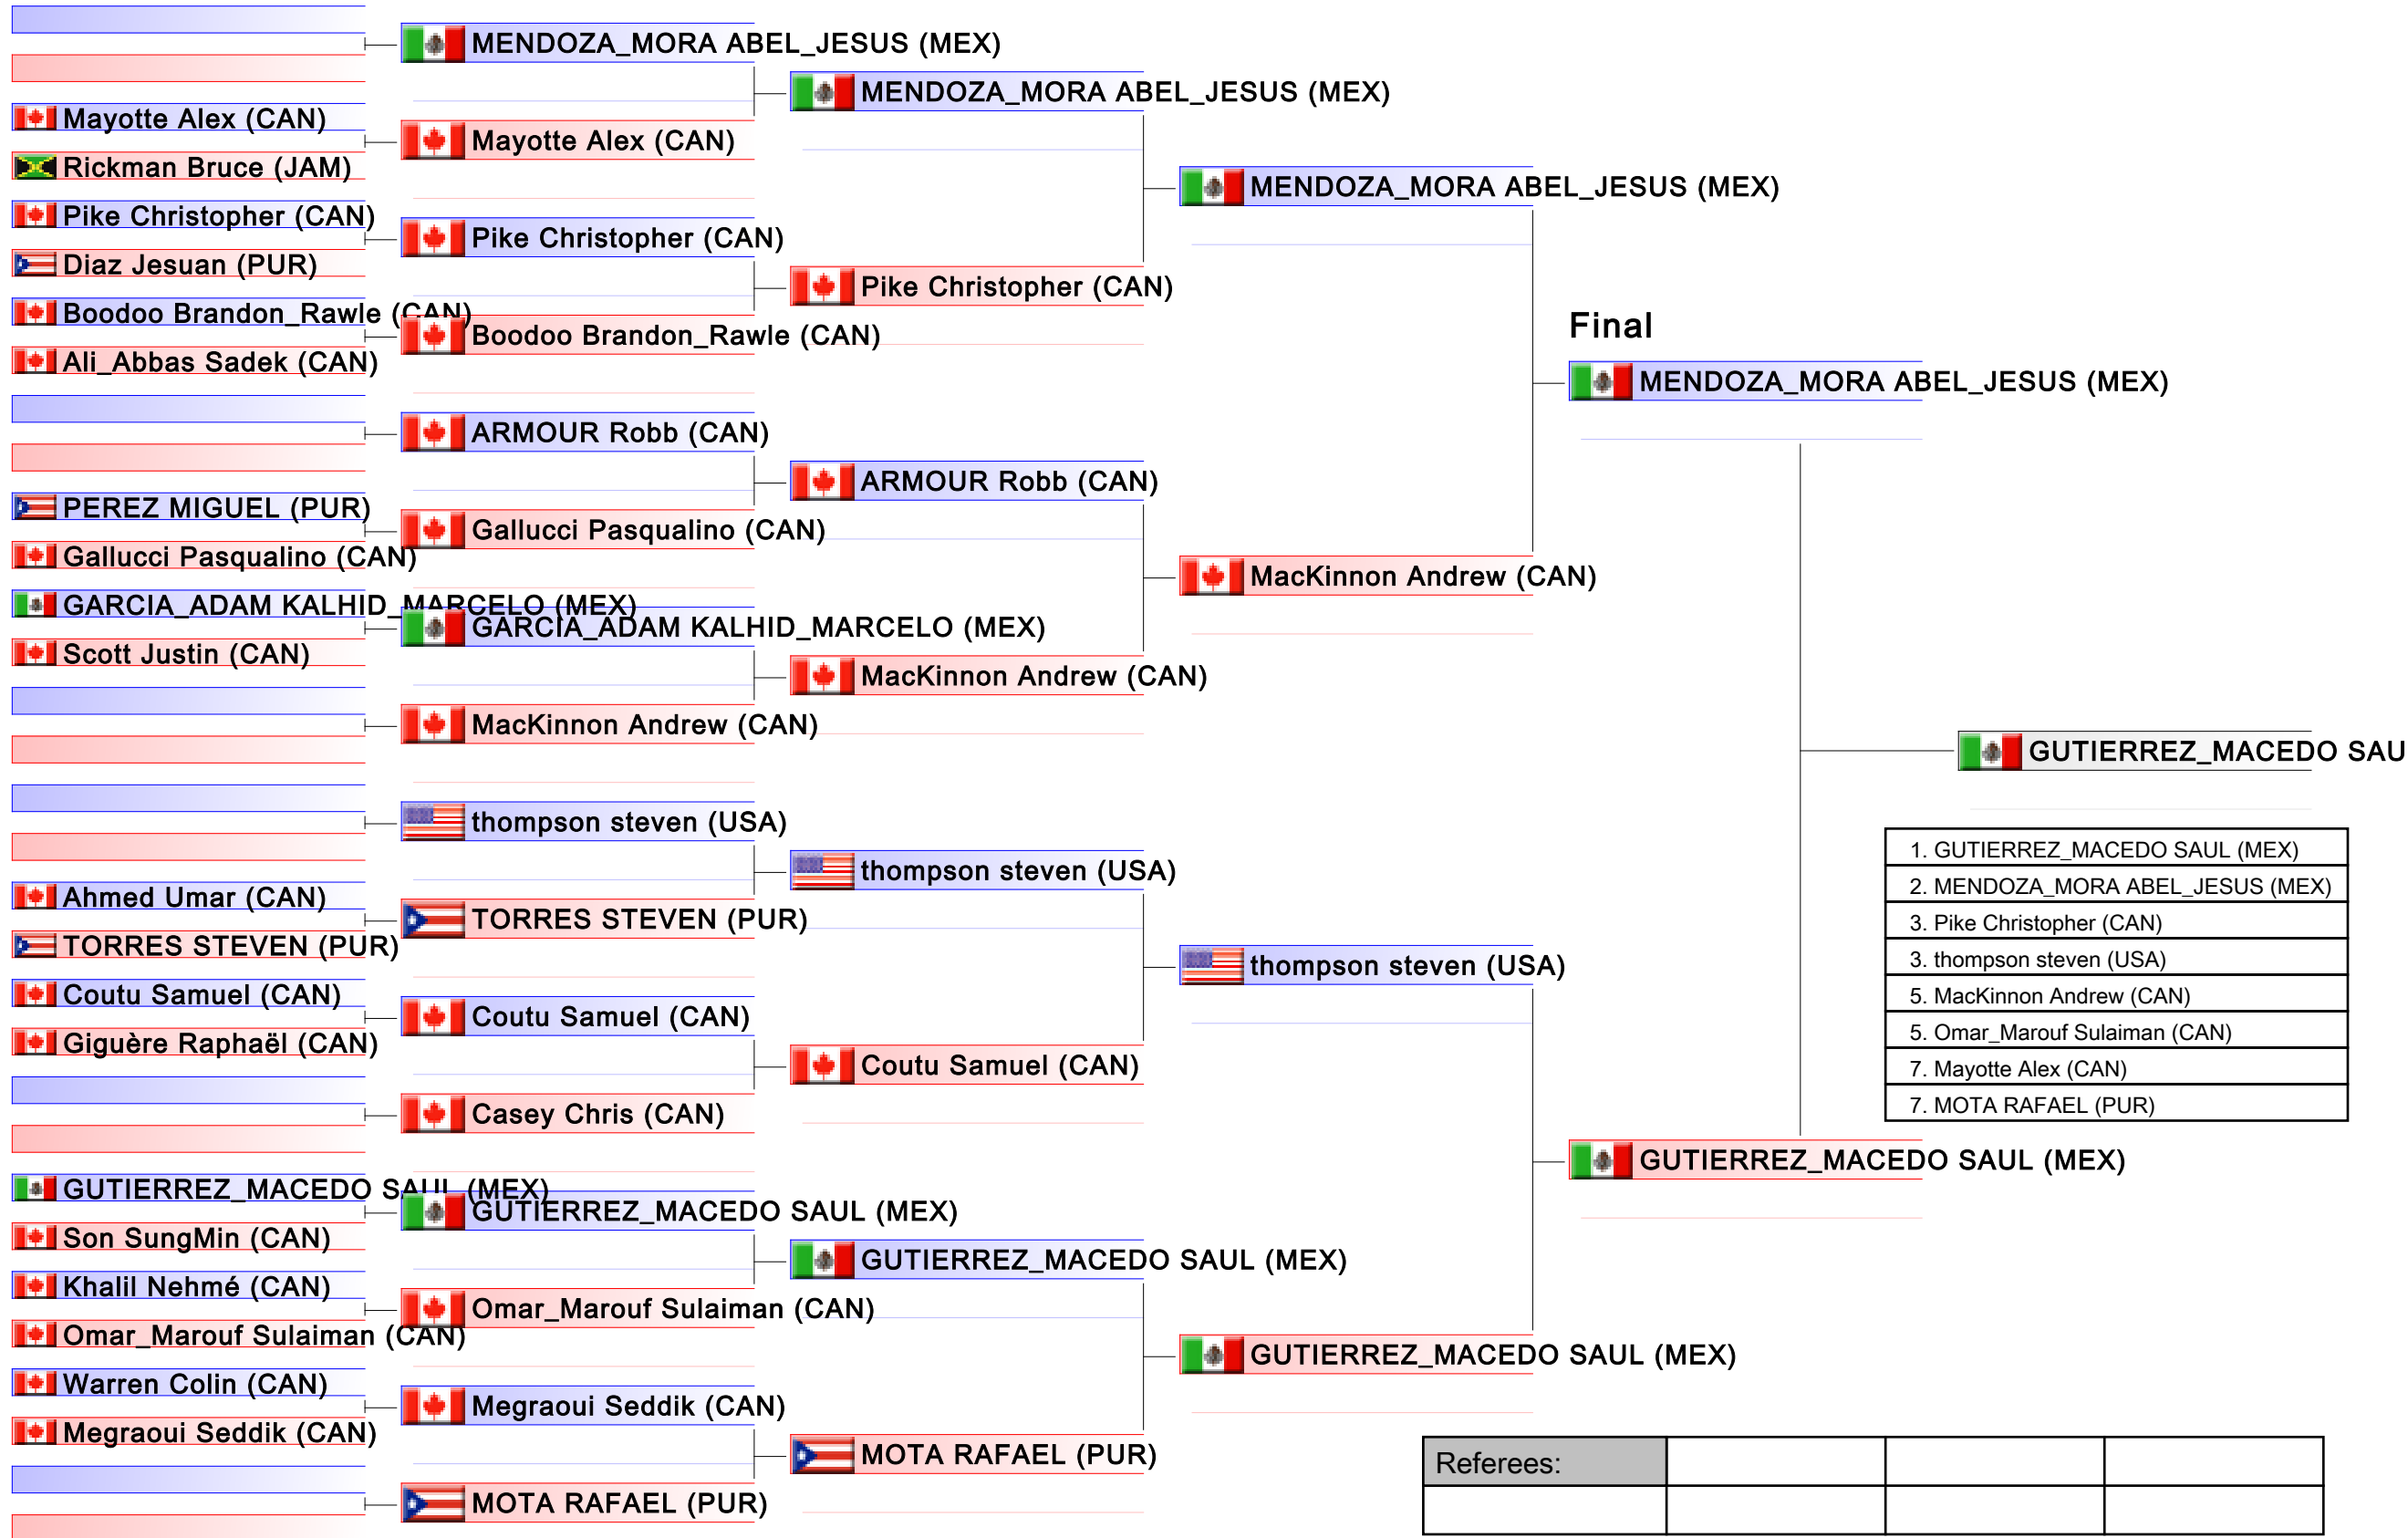 Mayotte Alex (CAN)
Rickman Bruce (JAM)
Pike Christopher (CAN)
Diaz Jesuan (PUR)
Boodoo Brandon_Rawle (CAN)
Ali_Abbas Sadek (CAN)
PEREZ MIGUEL (PUR)
Gallucci Pasqualino (CAN)
GARCIA_ADAM KALHID_MARCELO (MEX)
Scott Justin (CAN)
Ahmed Umar (CAN)
TORRES STEVEN (PUR)
Coutu Samuel (CAN)
Giguère Raphaël (CAN)
GUTIERREZ_MACEDO SAUL (MEX)
Son SungMin (CAN)
Khalil Nehmé (CAN)
Omar_Marouf Sulaiman (CAN)
Warren Colin (CAN)
Megraoui Seddik (CAN)
MENDOZA_MORA ABEL_JESUS (MEX)
Mayotte Alex (CAN)
Pike Christopher (CAN)
Boodoo Brandon_Rawle (CAN)
ARMOUR Robb (CAN)
Gallucci Pasqualino (CAN)
GARCIA_ADAM KALHID_MARCELO (MEX)
MacKinnon Andrew (CAN)
thompson steven (USA)
TORRES STEVEN (PUR)
Coutu Samuel (CAN)
Casey Chris (CAN)
GUTIERREZ_MACEDO SAUL (MEX)
Omar_Marouf Sulaiman (CAN)
Megraoui Seddik (CAN)
MOTA RAFAEL (PUR)
MENDOZA_MORA ABEL_JESUS (MEX)
Pike Christopher (CAN)
ARMOUR Robb (CAN)
MacKinnon Andrew (CAN)
thompson steven (USA)
Coutu Samuel (CAN)
GUTIERREZ_MACEDO SAUL (MEX)
MOTA RAFAEL (PUR)
MENDOZA_MORA ABEL_JESUS (MEX)
MacKinnon Andrew (CAN)
thompson steven (USA)
GUTIERREZ_MACEDO SAUL (MEX)
Final
MENDOZA_MORA ABEL_JESUS (MEX)
GUTIERREZ_MACEDO SAUL (MEX)
GUTIERREZ_MACEDO SAU
1. GUTIERREZ_MACEDO SAUL (MEX)
2. MENDOZA_MORA ABEL_JESUS (MEX)
3. Pike Christopher (CAN)
3. thompson steven (USA)
5. MacKinnon Andrew (CAN)
5. Omar_Marouf Sulaiman (CAN)
7. Mayotte Alex (CAN)
7. MOTA RAFAEL (PUR)
Referees: